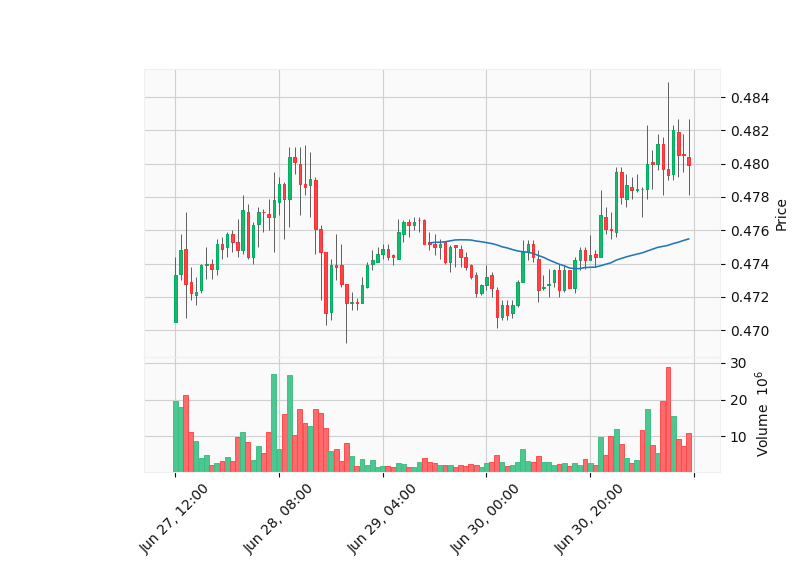 0.484
0.482
0.480
0.478
0.476
0.474
0.472
0.470
Price
30
20
10
Volume 10^6
Jun 27, 12:00
Jun 28, 08:00
Jun 29, 04:00
Jun 30, 00:00
Jun 30, 20:00